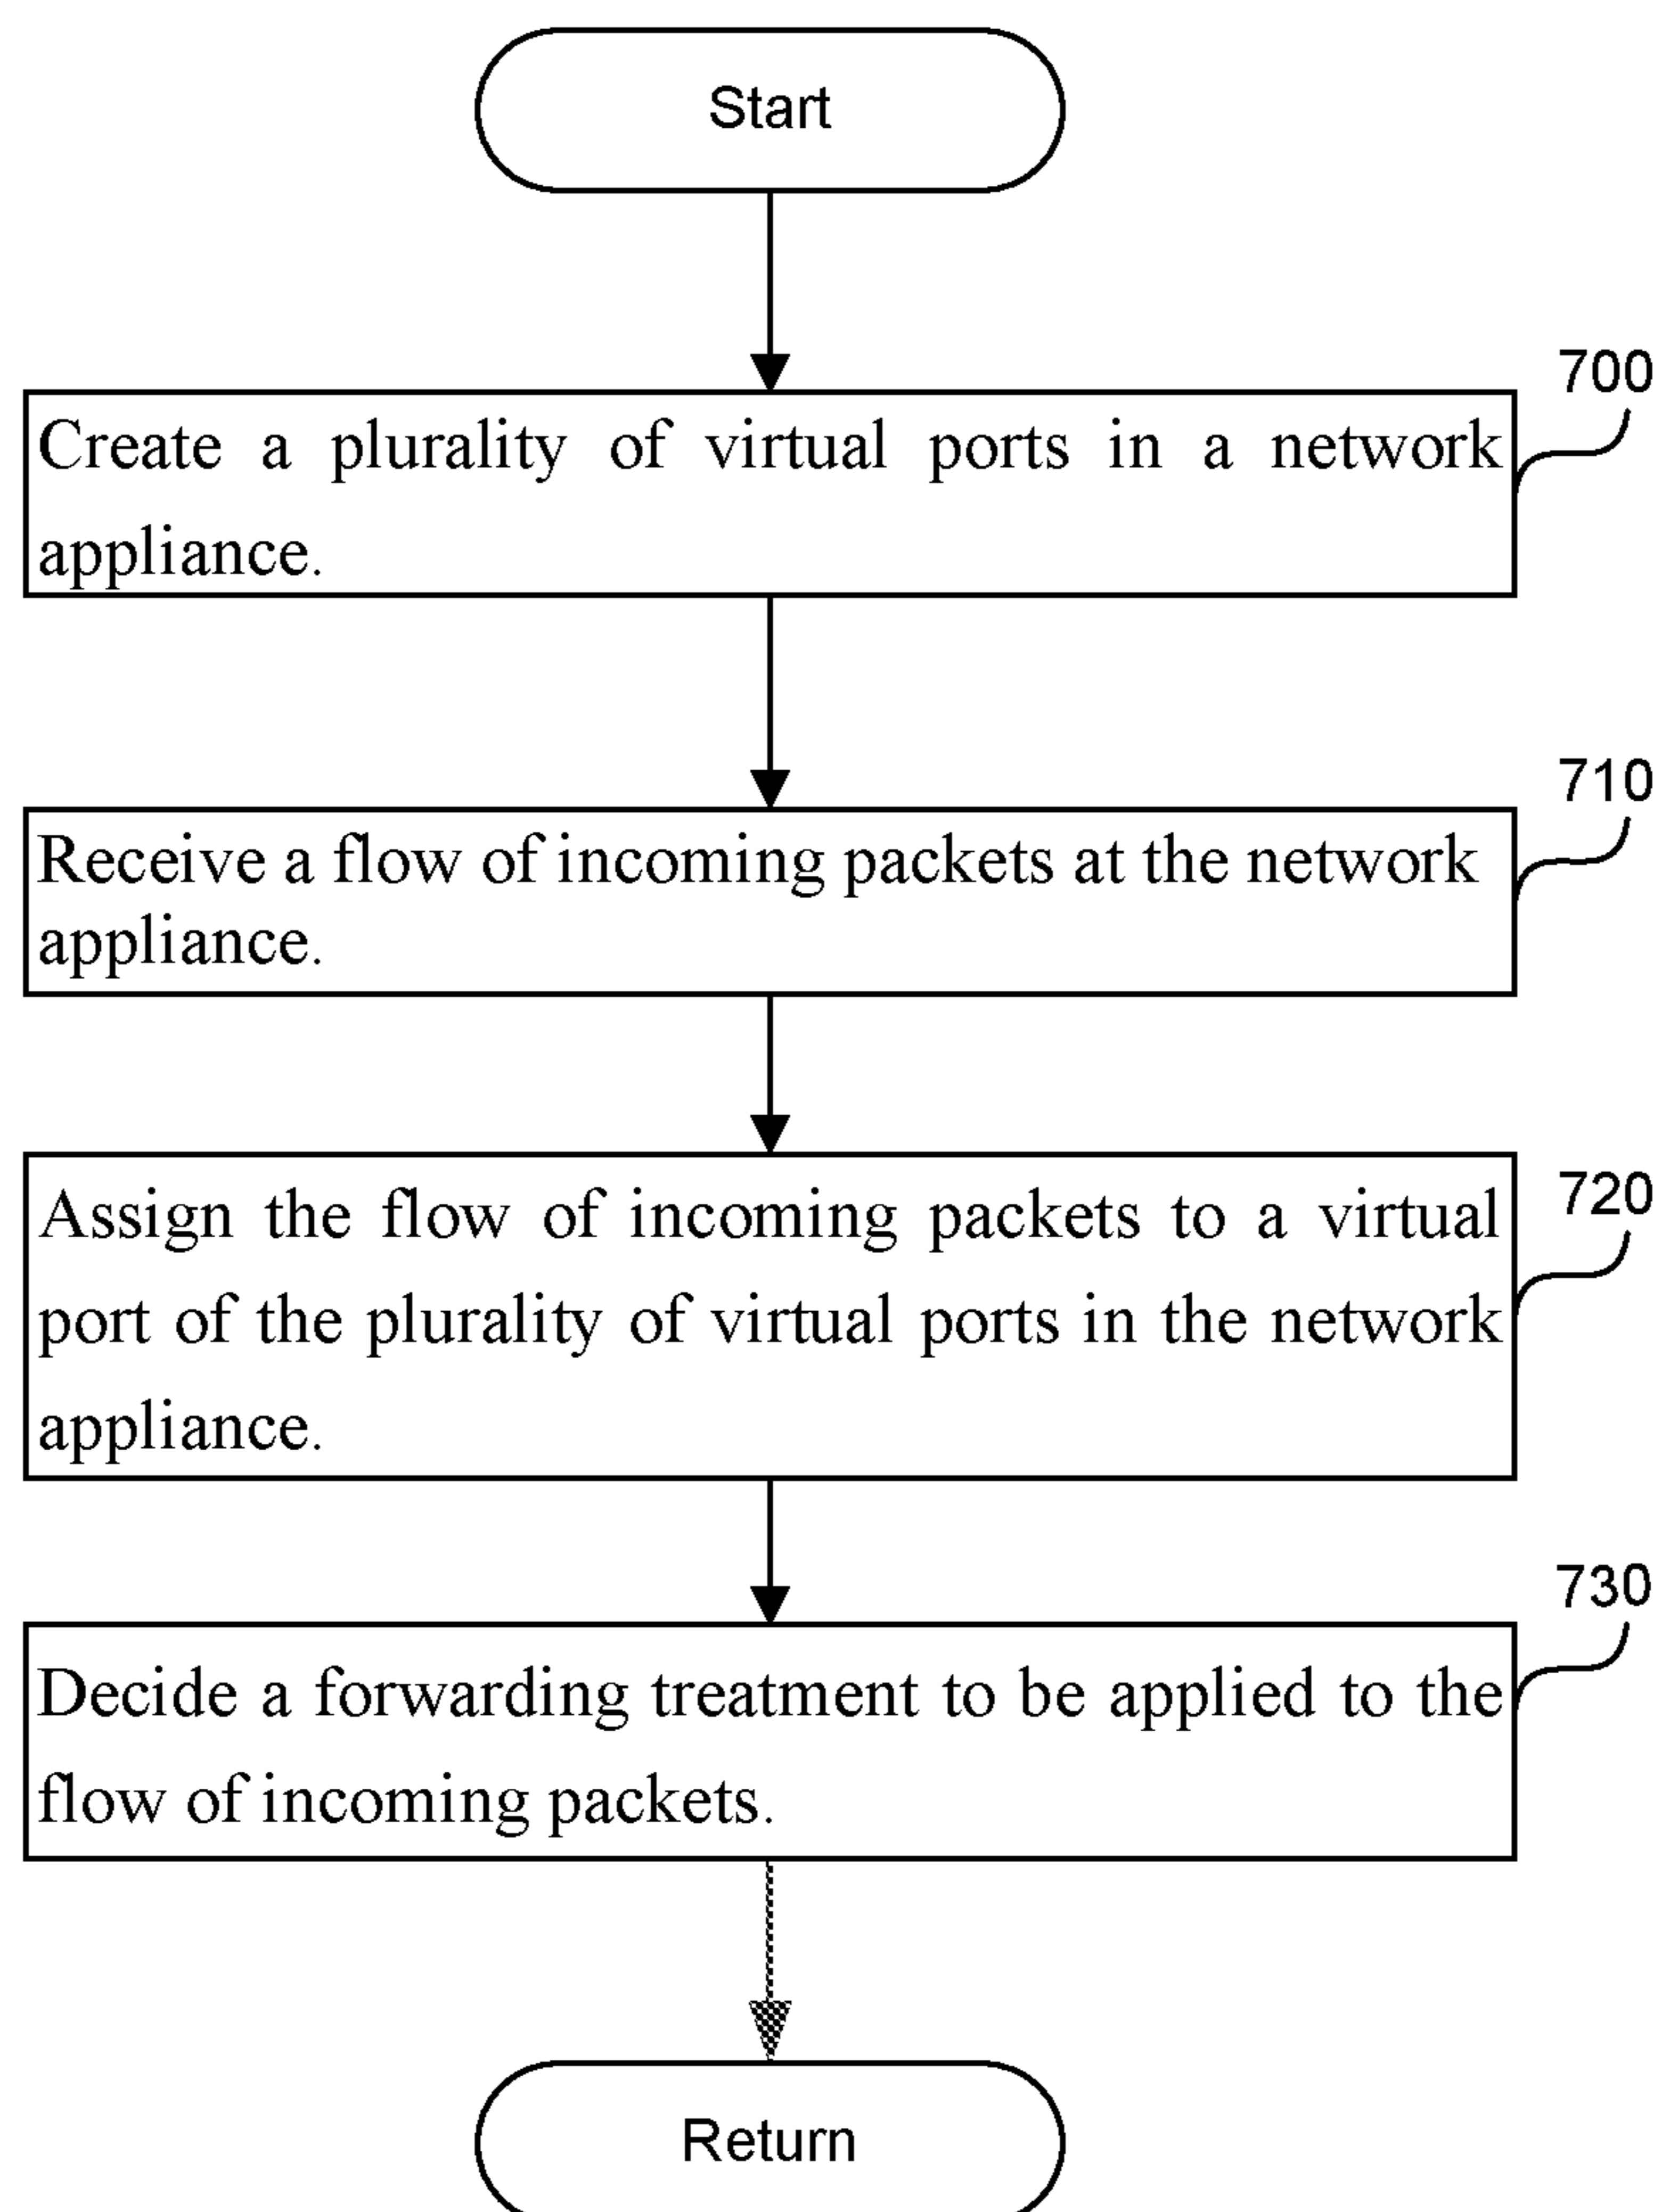 Start
700
Create a plurality of virtual ports in a network
appliance.
710
Receive a flow of incoming packets at the network
appliance.
720
Assign the flow of incoming packets to a virtual
port of the plurality of virtual ports in the network
appliance.
730
Decide a forwarding treatment to be applied to the
flow of incoming packets.
Return